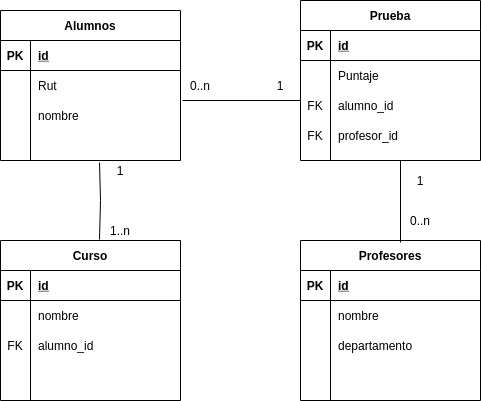 Alumnos
PK id
Rut
nombre
0..n 1
Prueba
PK id
Puntaje
FK alumno_id
FK profesor_id
1
1..n
1
0..n
Curso
PK id
nombre
FK alumno_id
Profesores
PK id
nombre
departamento